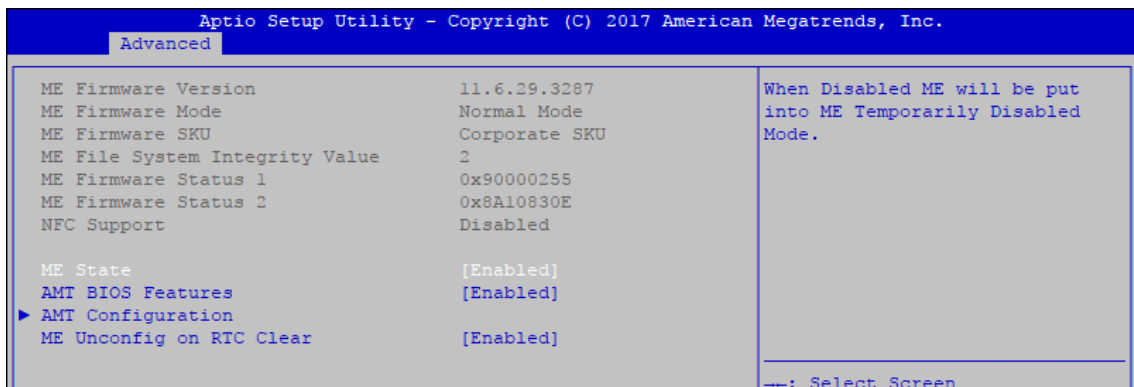 Aptio Setup Utility – Copyright (C) 2017 American Megatrends, Inc.
Advanced
ME Firmware Version 11.6.29.3287
ME Firmware Mode Normal Mode
ME Firmware SKU Corporate SKU
ME File System Integrity Value 2
ME Firmware Status 1 0x90000255
ME Firmware Status 2 0x8A10830E
NFC Support Disabled
ME State [Enabled]
AMT BIOS Features [Enabled]
► AMT Configuration
ME Unconfig on RTC Clear [Enabled]
When Disabled ME will be put
into ME Temporarily Disabled
Mode.
→←: Select Screen